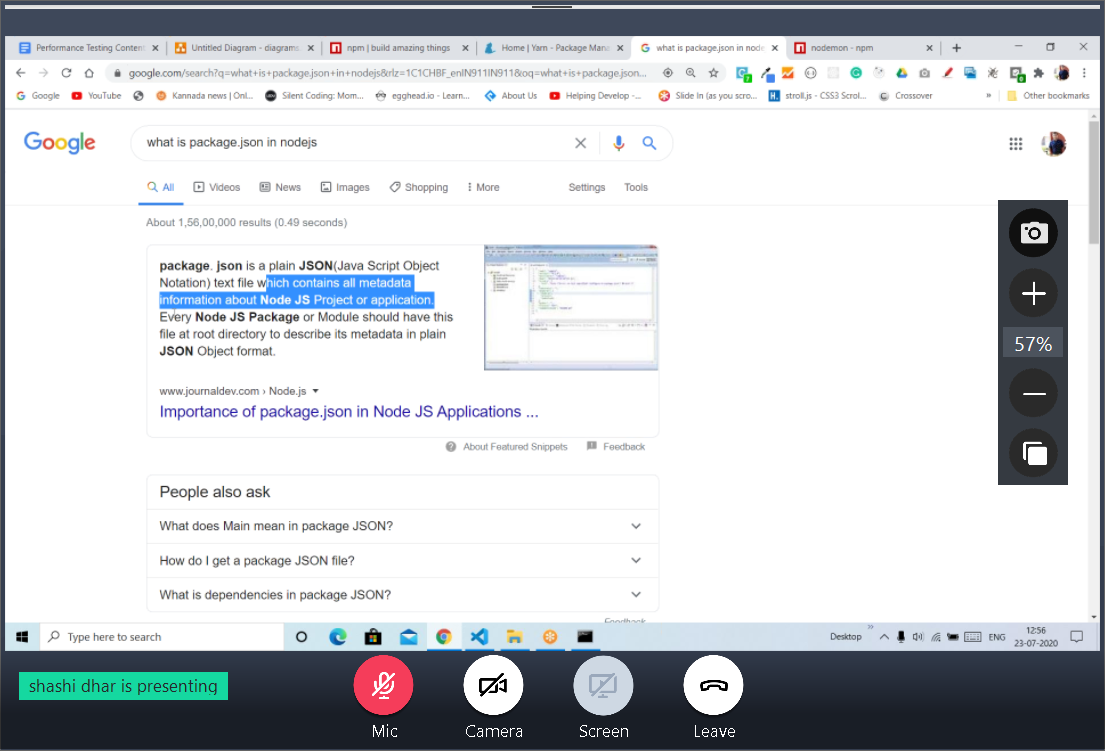 Performance Testing Content
Untitled Diagram - diagrams.
npm | build amazing things
Home | Yarn - Package Mana
what is package.json in node
nodemon - npm
google.com/search?q=what+is+package.json+in+nodejs&rlz=1C1CHBF_enIN911IN911&oq=what+is+package.json...
Google
YouTube
Kannada news | Onl...
Silent Coding: Mom...
egghead.io - Learn...
About Us
Helping Develop -...
Slide In (as you scro...
stroll.js - CSS3 Scrol...
Crossover
»
Other bookmarks
Google
what is package.json in nodejs
All
Videos
News
Images
Shopping
More
Settings
Tools
About 1,56,00,000 results (0.49 seconds)
package. json is a plain JSON(Java Script Object
Notation) text file which contains all metadata
information about Node JS Project or application.
Every Node JS Package or Module should have this
file at root directory to describe its metadata in plain
JSON Object format.
www.journaldev.com › Node.js
Importance of package.json in Node JS Applications ...
About Featured Snippets
Feedback
People also ask
What does Main mean in package JSON?
How do I get a package JSON file?
What is dependencies in package JSON?
Feedback
57%
Type here to search
Desktop
»
ENG
12:56
23-07-2020
shashi dhar is presenting
Mic
Camera
Screen
Leave